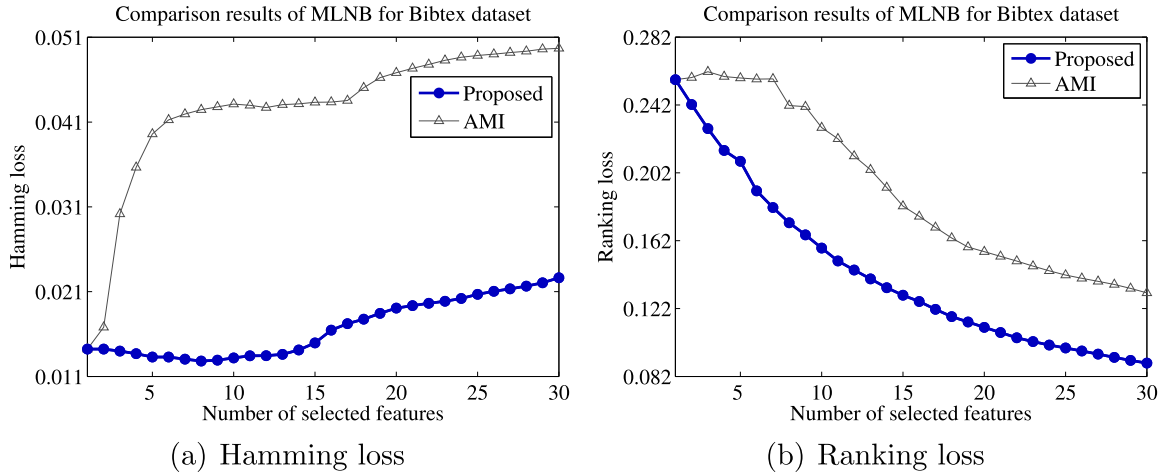 Comparison results of MLNB for Bibtex dataset
0.051
0.041
0.031
0.021
0.011
Hamming loss
Proposed
AMI
5 10 15 20 25 30
Number of selected features
(a) Hamming loss
Comparison results of MLNB for Bibtex dataset
0.282
0.242
0.202
0.162
0.122
0.082
Ranking loss
Proposed
AMI
5 10 15 20 25 30
Number of selected features
(b) Ranking loss